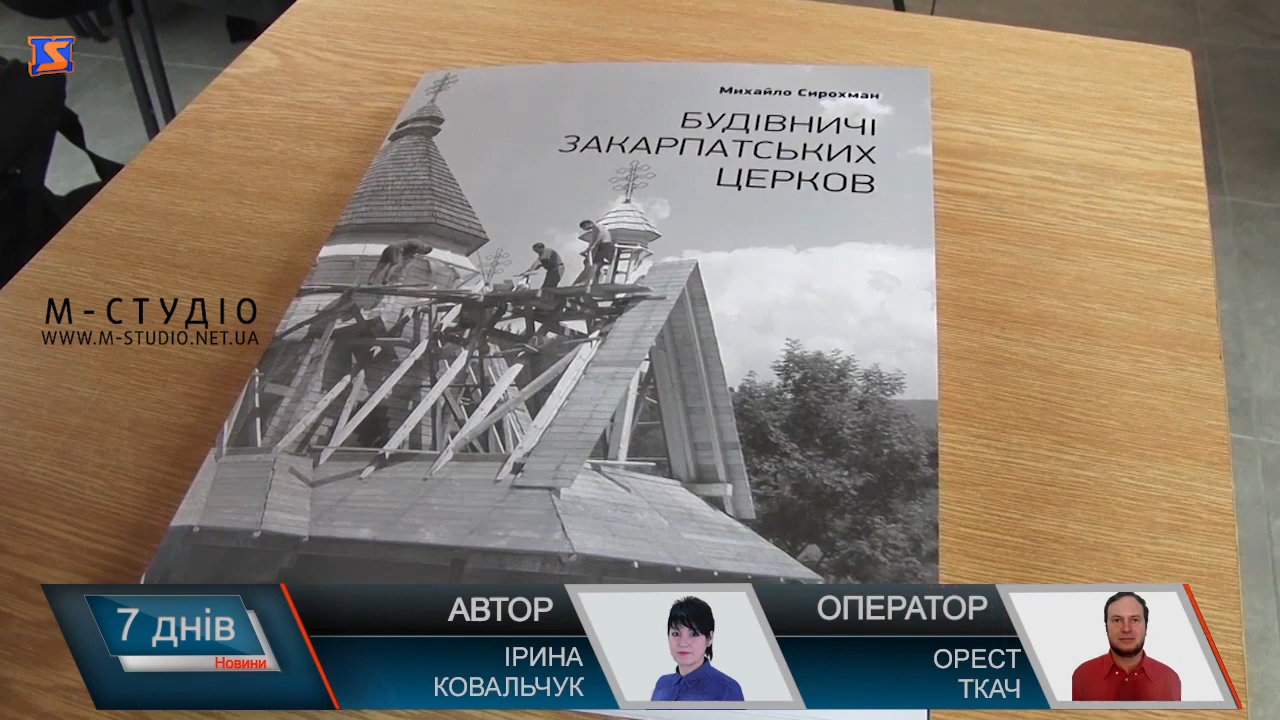 Михайло Сирохман
БУДІВНИЧІ
ЗАКАРПАТСЬКИХ
ЦЕРКОВ
М-СТУДІО
WWW.M-STUDIO.NET.UA
7 днів
Новини
АВТОР
ІРИНА
КОВАЛЬЧУК
ОПЕРАТОР
ОРЕСТ
ТКАЧ